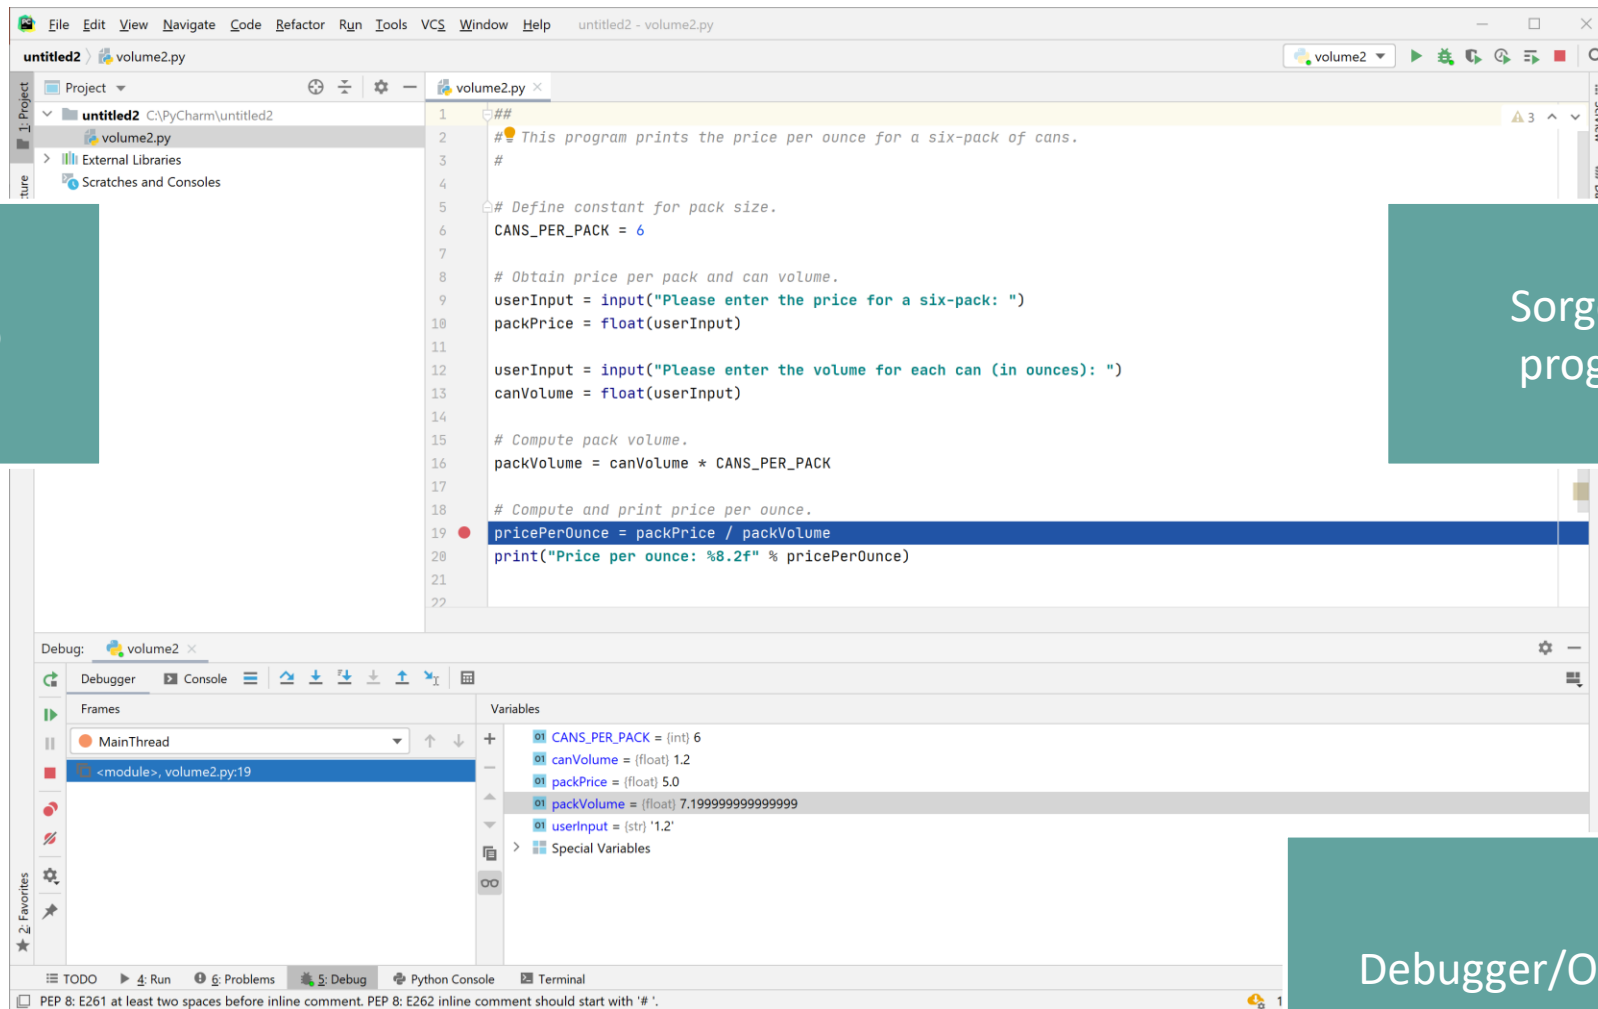 File Edit View Navigate Code Refactor Run Tools VCS Window Help untitled2 - volume2.py
untitled2 volume2.py
volume2
1: Project
Project
volume2.py
untitled2 C:\PyCharm\untitled2
volume2.py
External Libraries
Scratches and Consoles
1 ##
3
2 # This program prints the price per ounce for a six-pack of cans.
3 #
4
5 # Define constant for pack size.
6 CANS_PER_PACK = 6
7
8 # Obtain price per pack and can volume.
9 userInput = input("Please enter the price for a six-pack: ")
10 packPrice = float(userInput)
11
12 userInput = input("Please enter the volume for each can (in ounces): ")
13 canVolume = float(userInput)
14
15 # Compute pack volume.
16 packVolume = canVolume * CANS_PER_PACK
17
18 # Compute and print price per ounce.
19 pricePerOunce = packPrice / packVolume
20 print("Price per ounce: %8.2f" % pricePerOunce)
21
22
Sorg
prog
Debug: volume2
Debugger Console
Frames
Variables
MainThread
<module>, volume2.py:19
CANS_PER_PACK = {int} 6
canVolume = {float} 1.2
packPrice = {float} 5.0
packVolume = {float} 7.199999999999999
userInput = {str} '1.2'
Special Variables
2: Favorites
Debugger/O
TODO 4: Run 6: Problems 5: Debug Python Console Terminal
PEP 8: E261 at least two spaces before inline comment. PEP 8: E262 inline comment should start with '# '.